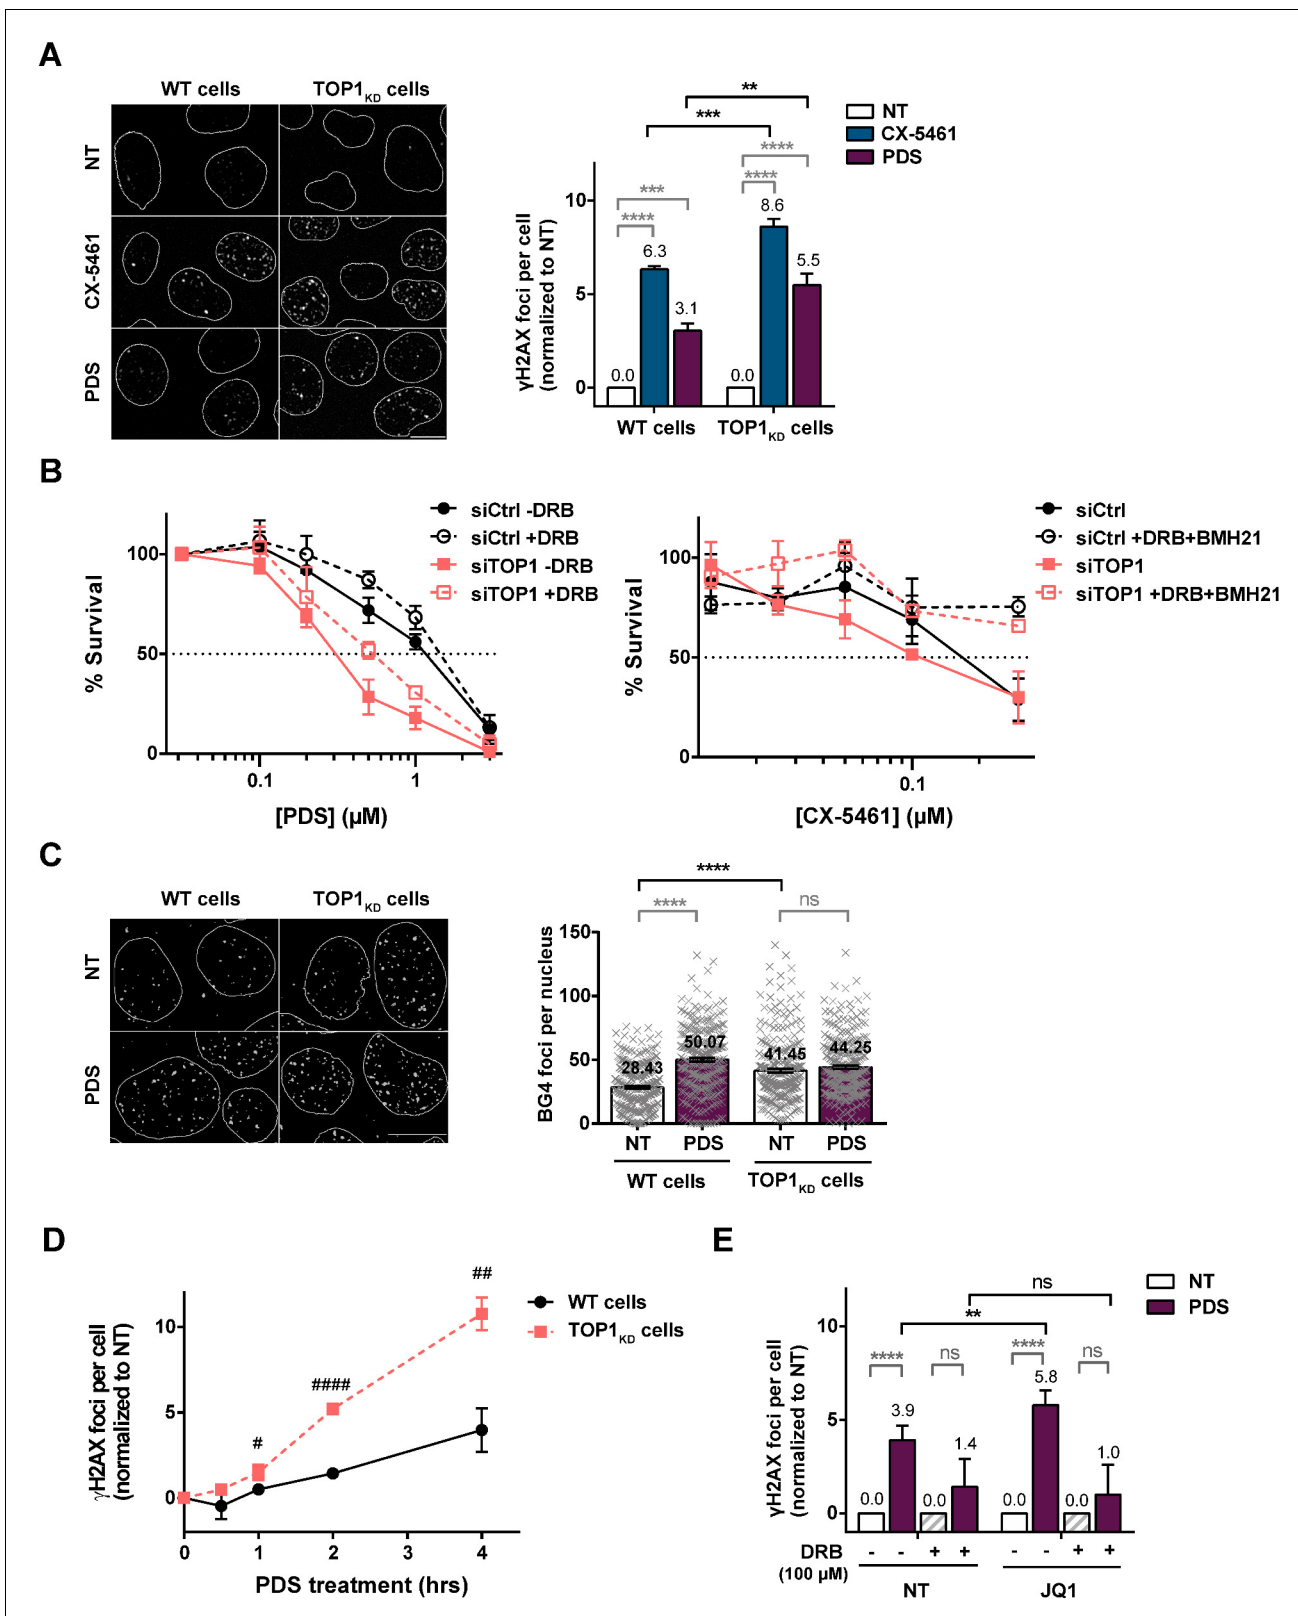 A
WT cells TOP1KD cells
NT
CX-5461
PDS
** 
***
NT
CX-5461
PDS
**** 
*** ****
**** 8.6
6.3 5.5
3.1
0.0 0.0
10
5
0
γH2AX foci per cell
(normalized to NT)
WT cells TOP1KD cells
B
siCtrl -DRB
siCtrl +DRB
siTOP1 -DRB
siTOP1 +DRB
100
50
0
% Survival
0.1 1
[PDS] (µM)
siCtrl
siCtrl +DRB+BMH21
siTOP1
siTOP1 +DRB+BMH21
100
50
0
% Survival
0.1
[CX-5461] (µM)
C
WT cells TOP1KD cells
NT
PDS
****
**** ns
150
100
50
0
BG4 foci per nucleus
28.43 50.07 41.45 44.25
NT PDS NT PDS
WT cells TOP1KD cells
D
##
####
#
WT cells
TOP1KD cells
10
5
0
γH2AX foci per cell
(normalized to NT)
0 1 2 3 4
PDS treatment (hrs)
E
ns
**
NT
PDS
**** ns **** ns
3.9 1.4 5.8 1.0
0.0 0.0 0.0 0.0
10
5
0
γH2AX foci per cell
(normalized to NT)
DRB - - + + - - + +
(100 µM)
NT JQ1